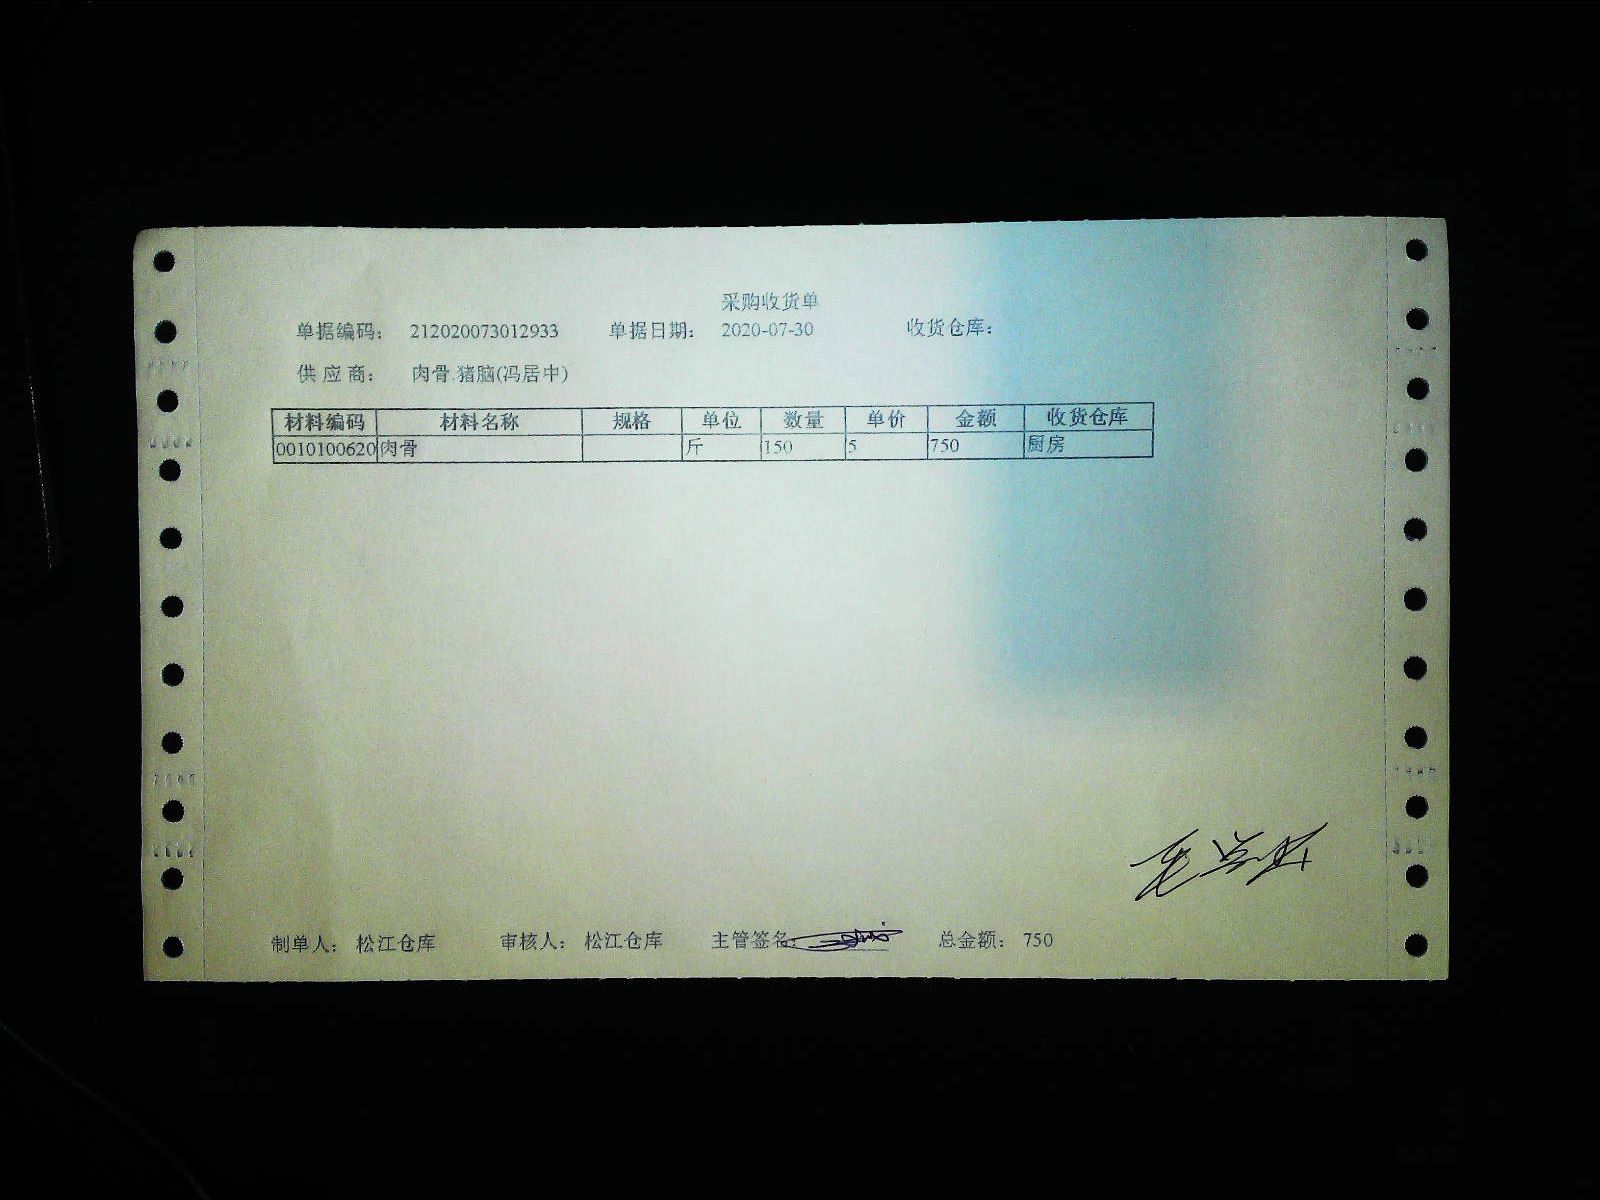 采购收货单
单据编码: 212020073012933 单据日期: 2020-07-30 收货仓库:
供 应 商: 肉骨.猪脑(冯居中)
材料编码 材料名称 规格 单位 数量 单价 金额 收货仓库
0010100620 肉骨 斤 150 5 750 厨房
制单人: 松江仓库 审核人: 松江仓库 主管签名: 总金额: 750